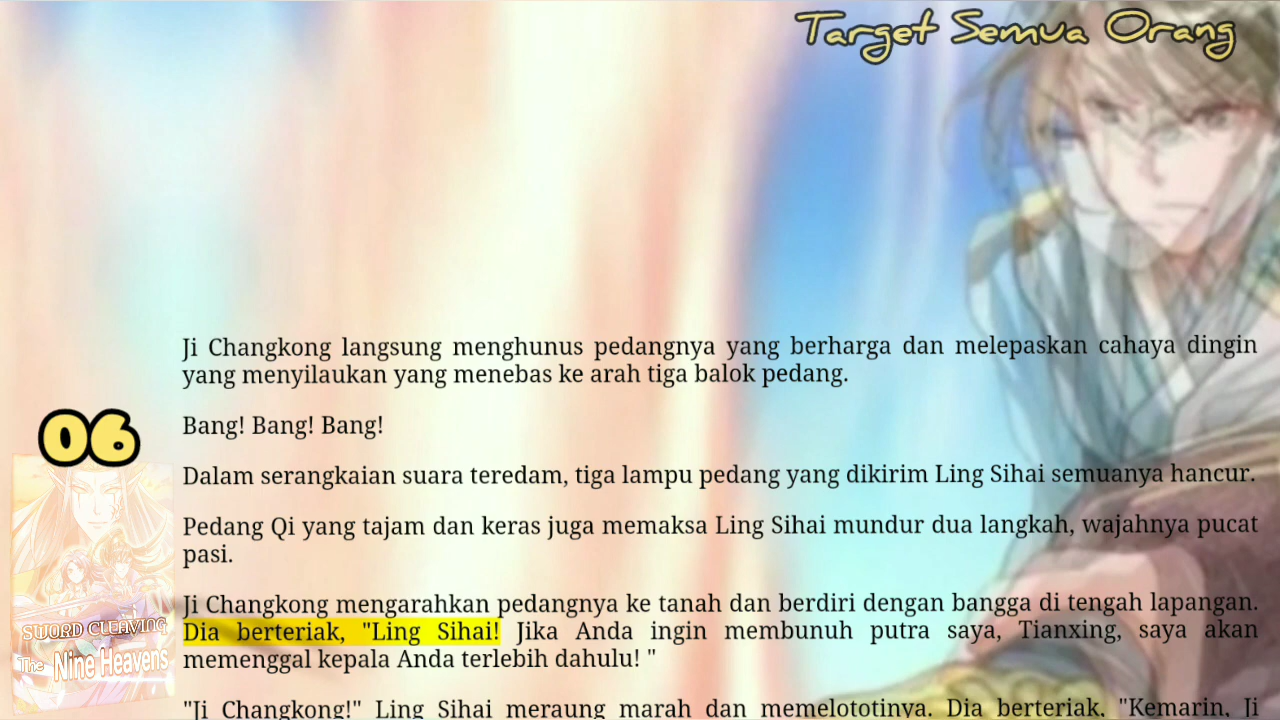 Target Semua Orang
Ji Changkong langsung menghunus pedangnya yang berharga dan melepaskan cahaya dingin
yang menyilaukan yang menebas ke arah tiga balok pedang.
Bang! Bang! Bang!
Dalam serangkaian suara teredam, tiga lampu pedang yang dikirim Ling Sihai semuanya hancur.
Pedang Qi yang tajam dan keras juga memaksa Ling Sihai mundur dua langkah, wajahnya pucat
pasi.
Ji Changkong mengarahkan pedangnya ke tanah dan berdiri dengan bangga di tengah lapangan.
Dia berteriak, "Ling Sihai! Jika Anda ingin membunuh putra saya, Tianxing, saya akan
memenggal kepala Anda terlebih dahulu! "
"Ji Changkong!" Ling Sihai meraung marah dan memelototinya. Dia berteriak, "Kemarin, Ji
06
SWORD CLEAVING
The Nine Heavens